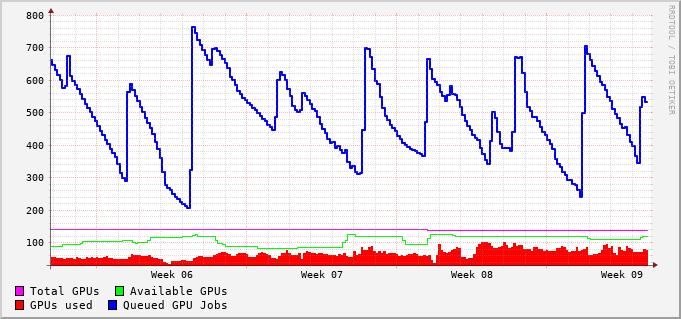 800
700
600
500
400
300
200
100
Week 06 Week 07 Week 08 Week 09
Total GPUs Available GPUs
GPUs used Queued GPU Jobs
RRDTOOL / TOBI OETIKER